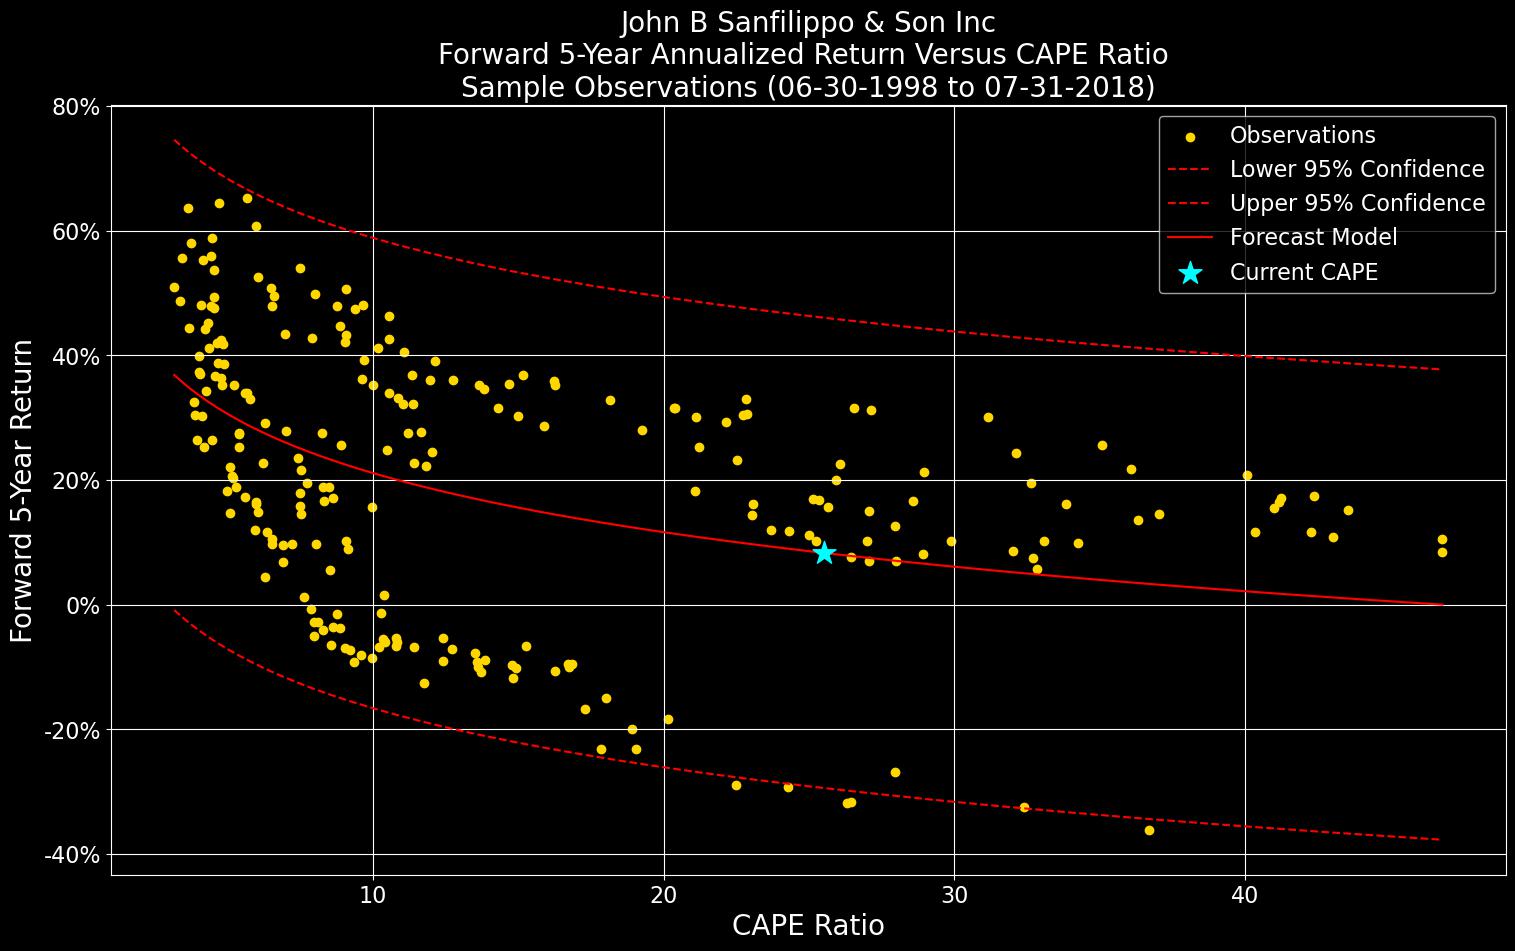 John B Sanfilippo & Son Inc
Forward 5-Year Annualized Return Versus CAPE Ratio
Sample Observations (06-30-1998 to 07-31-2018)
80%
60%
40%
20%
0%
-20%
-40%
Forward 5-Year Return
Observations
Lower 95% Confidence
Upper 95% Confidence
Forecast Model
Current CAPE
10
20
30
40
CAPE Ratio